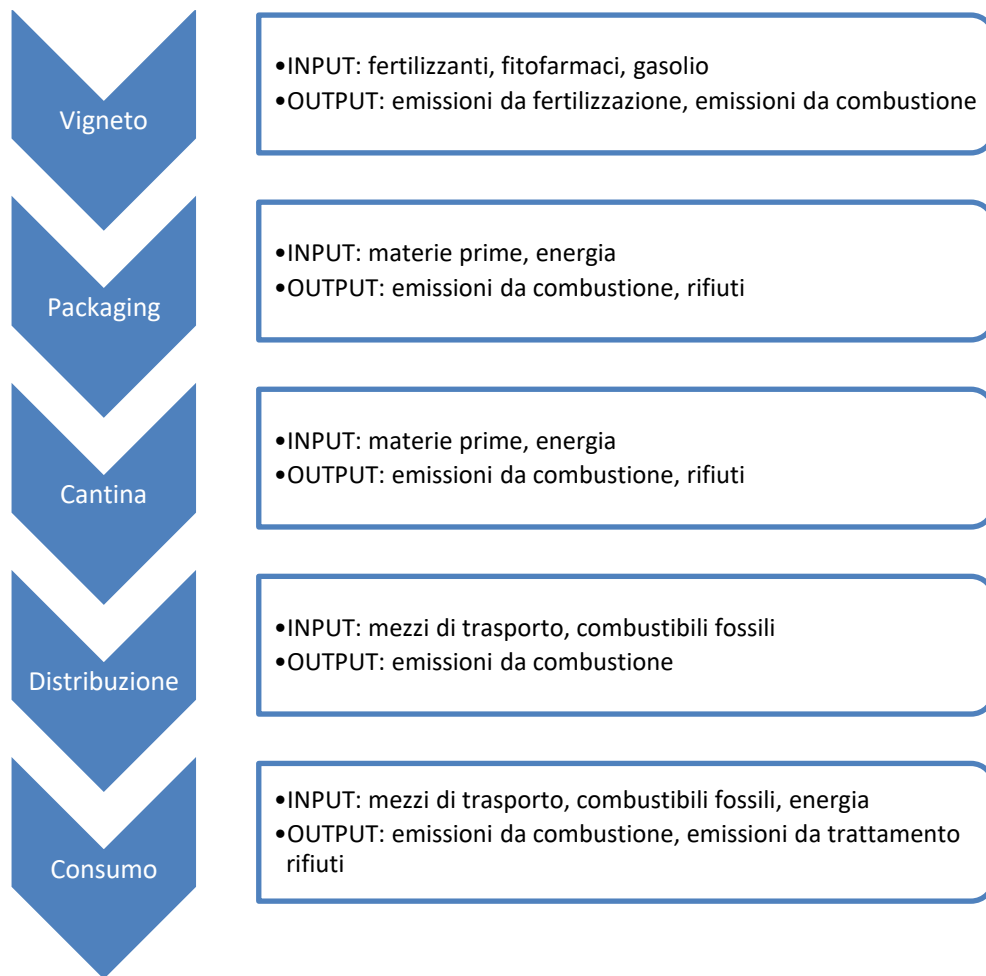 Vigneto
•INPUT: fertilizzanti, fitofarmaci, gasolio
•OUTPUT: emissioni da fertilizzazione, emissioni da combustione
Packaging
•INPUT: materie prime, energia
•OUTPUT: emissioni da combustione, rifiuti
Cantina
•INPUT: materie prime, energia
•OUTPUT: emissioni da combustione, rifiuti
Distribuzione
•INPUT: mezzi di trasporto, combustibili fossili
•OUTPUT: emissioni da combustione
Consumo
•INPUT: mezzi di trasporto, combustibili fossili, energia
•OUTPUT: emissioni da combustione, emissioni da trattamento
rifiuti